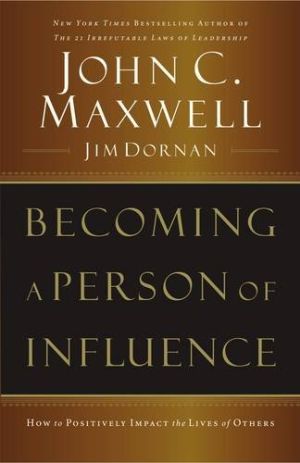 New York Times Bestselling Author of
The 21 Irrefutable Laws of Leadership
John C.
Maxwell
Jim Dornan
Becoming
a Person of
Influence
How to Positively Impact the Lives of Others